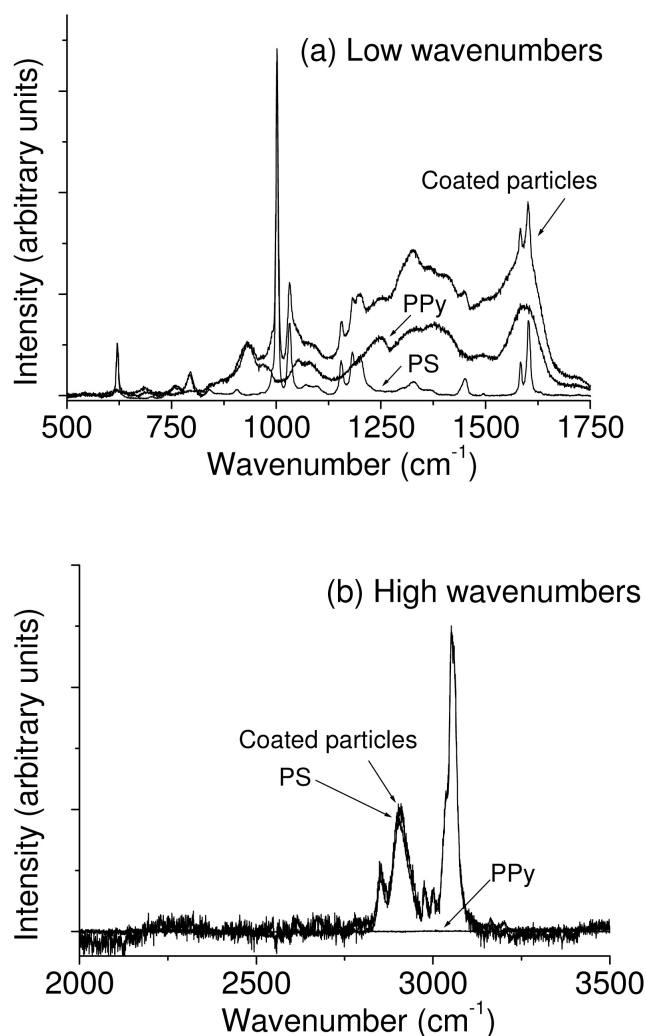 (a) Low wavenumbers
Intensity (arbitrary units)
Coated particles
PPy
PS
500 750 1000 1250 1500 1750
Wavenumber (cm⁻¹)
(b) High wavenumbers
Intensity (arbitrary units)
Coated particles
PS
PPy
2000 2500 3000 3500
Wavenumber (cm⁻¹)